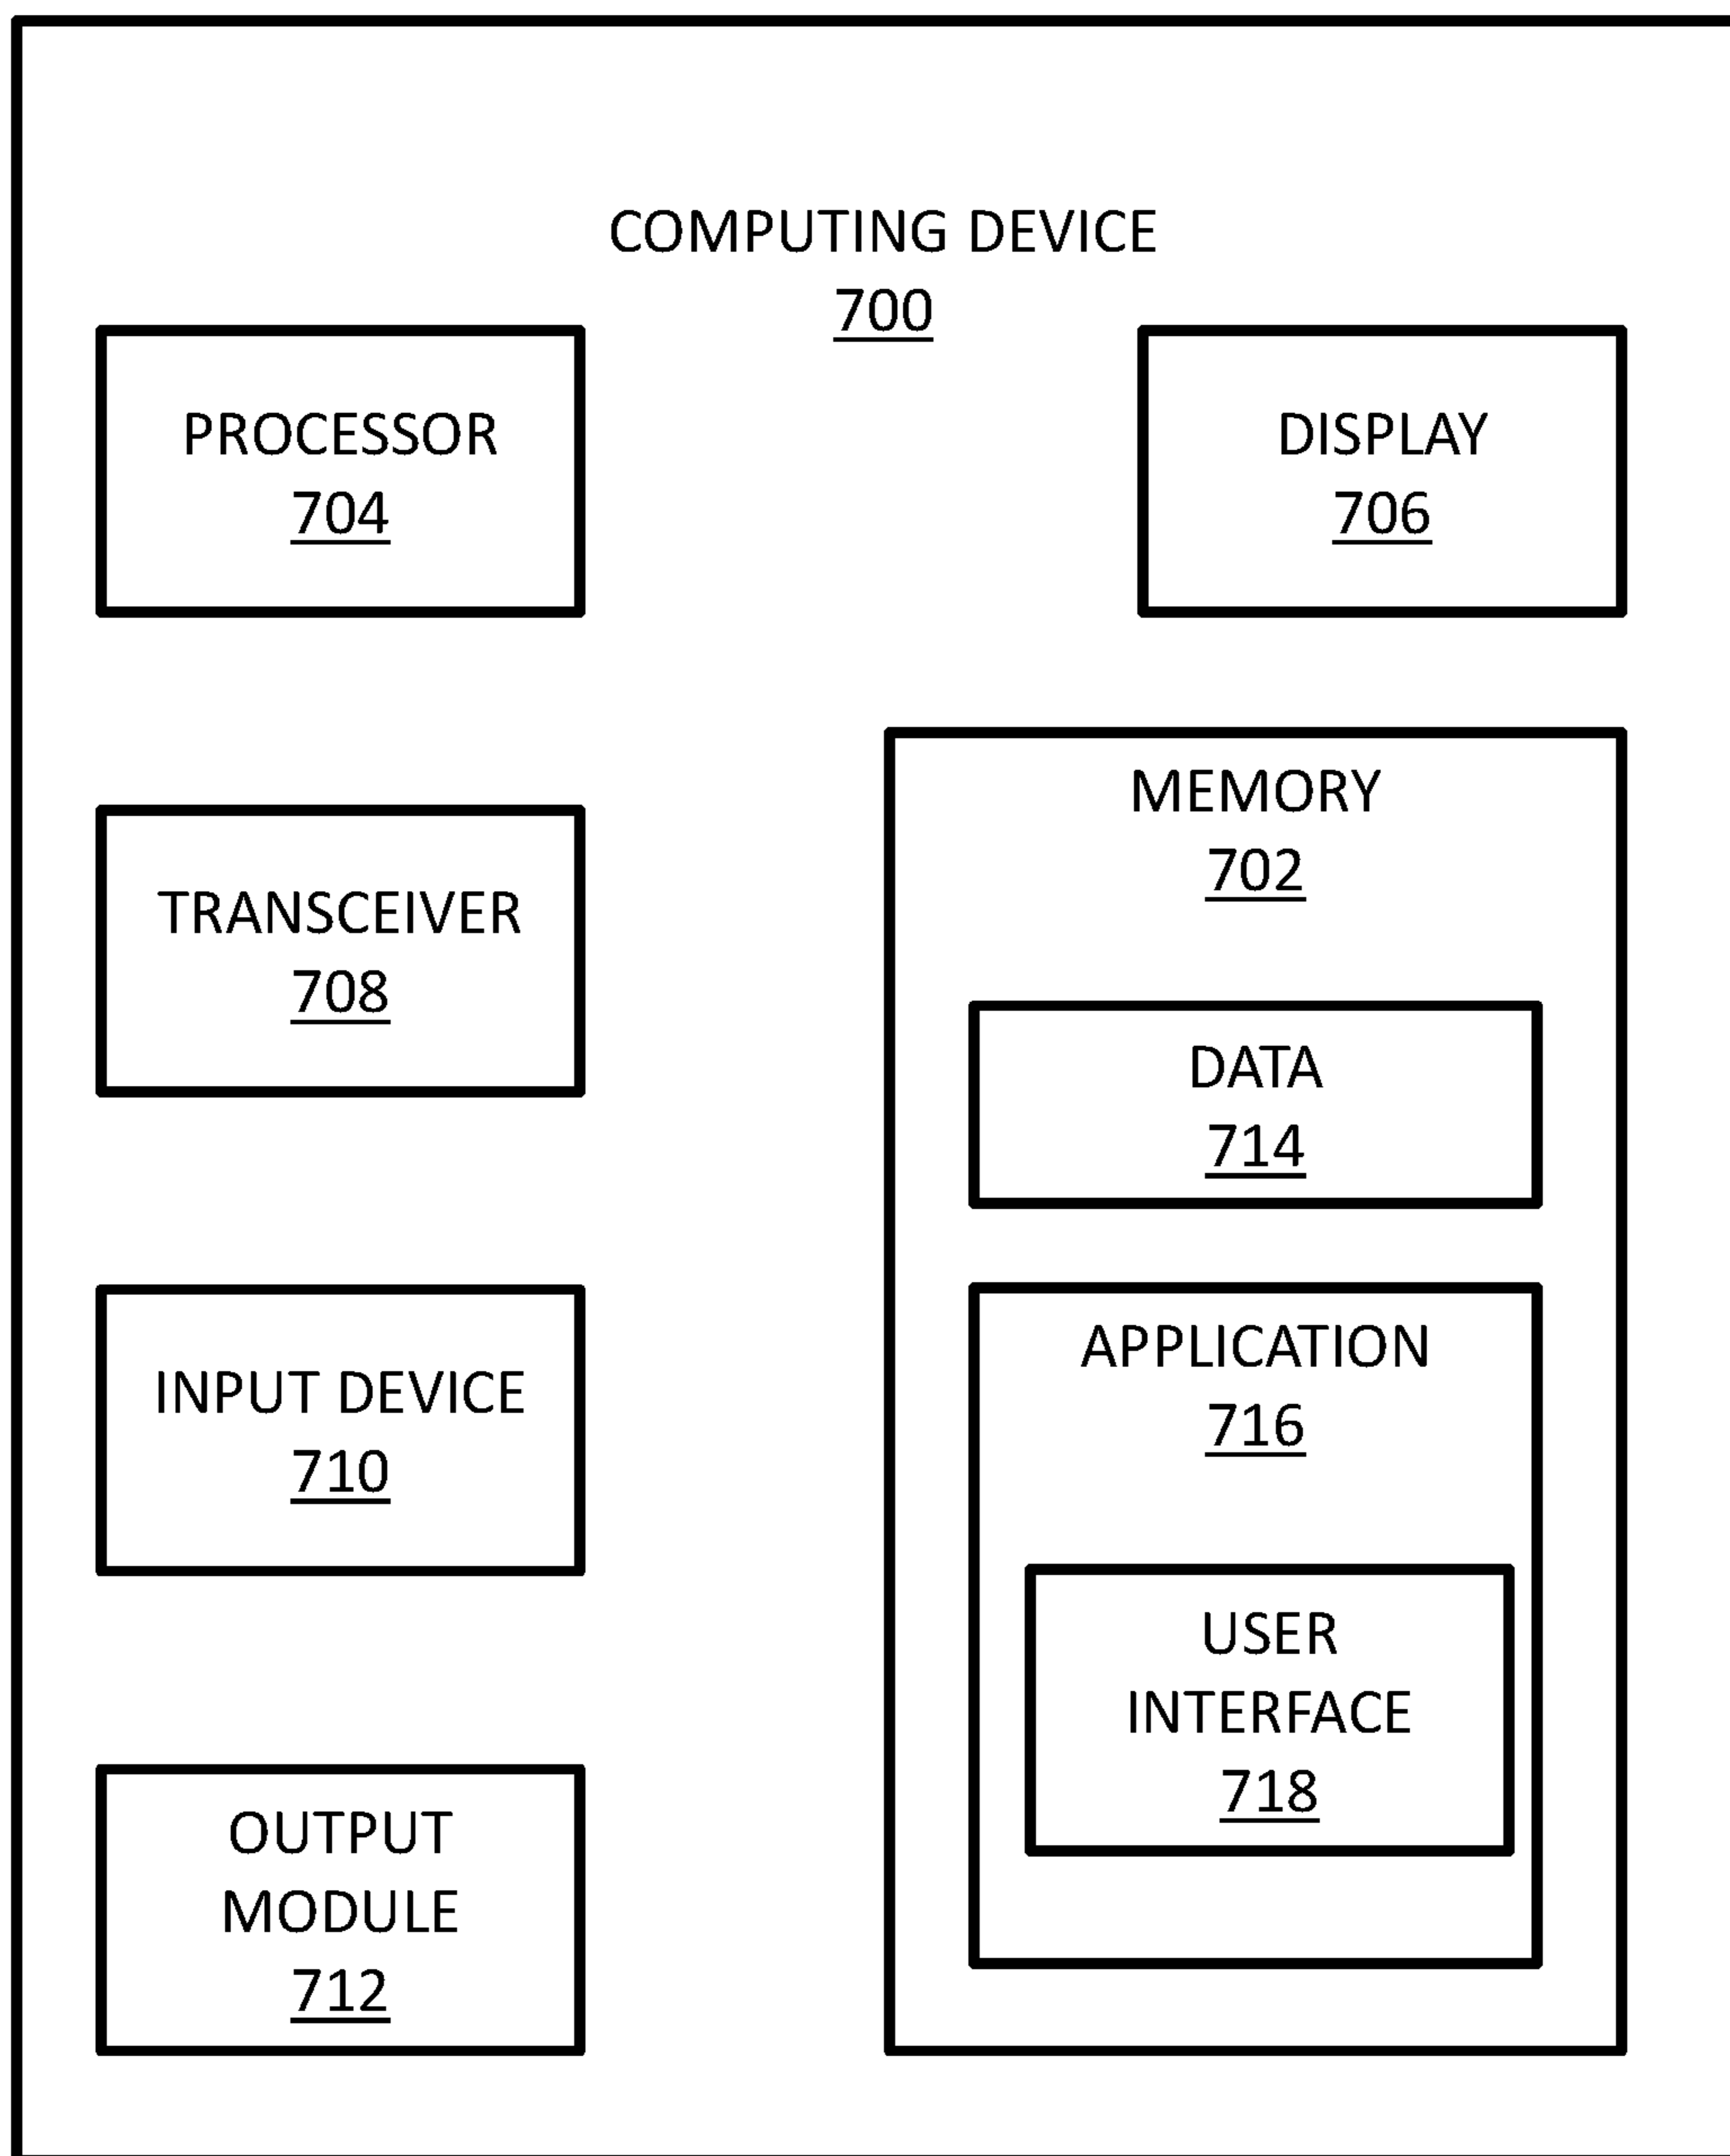 COMPUTING DEVICE
700
PROCESSOR
704
DISPLAY
706
TRANSCEIVER
708
INPUT DEVICE
710
OUTPUT
MODULE
712
MEMORY
702
DATA
714
APPLICATION
716
USER
INTERFACE
718